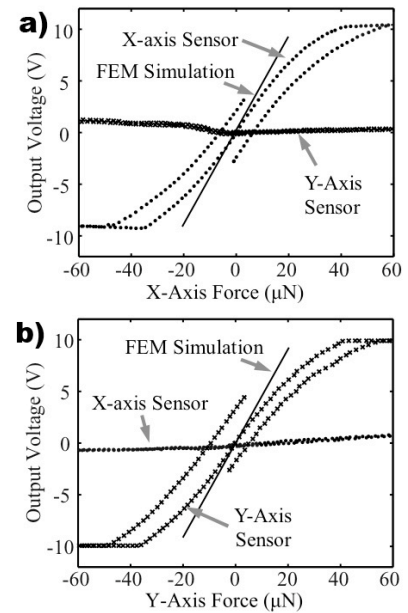 a)
10
5
0
-5
-10
Output Voltage (V)
X-axis Sensor
FEM Simulation
Y-Axis
Sensor
-60 -40 -20 0 20 40 60
X-Axis Force (μN)
b)
10
5
0
-5
-10
Output Voltage (V)
FEM Simulation
X-axis Sensor
Y-Axis
Sensor
-60 -40 -20 0 20 40 60
Y-Axis Force (μN)